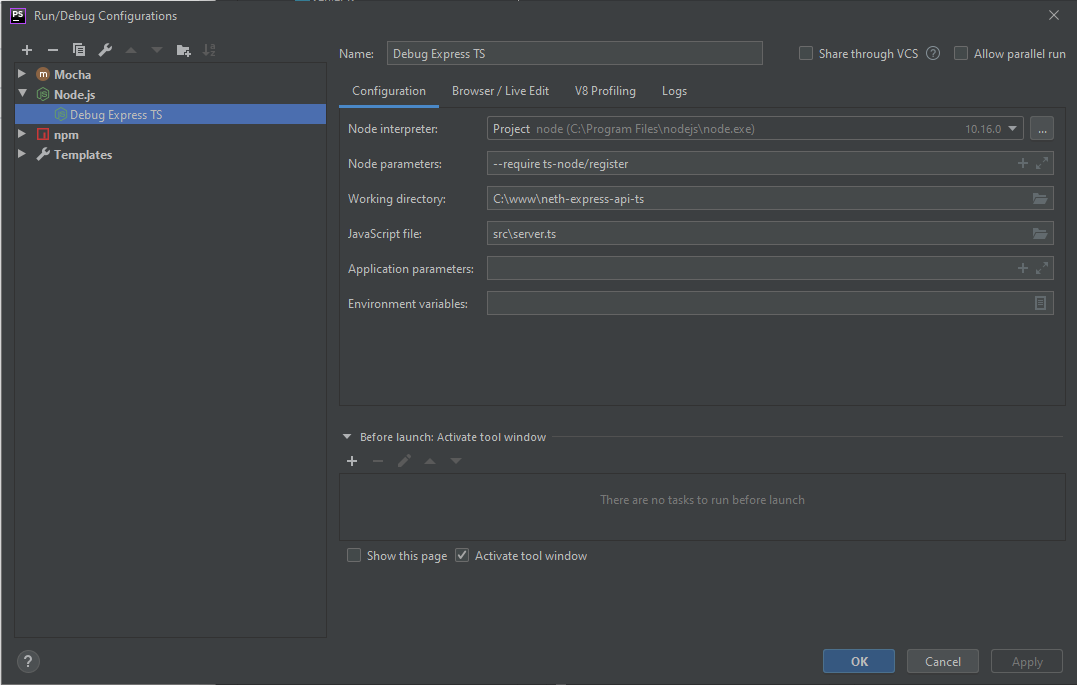 PS Run/Debug Configurations
Name: Debug Express TS Share through VCS ? Allow parallel run
m Mocha
JS Node.js
JS Debug Express TS
npm
Templates
Configuration Browser / Live Edit V8 Profiling Logs
Node interpreter: Project node (C:\Program Files\nodejs\node.exe) 10.16.0 ...
Node parameters: --require ts-node/register
Working directory: C:\www\neth-express-api-ts
JavaScript file: src\server.ts
Application parameters:
Environment variables:
Before launch: Activate tool window
There are no tasks to run before launch
Show this page Activate tool window
? OK Cancel Apply